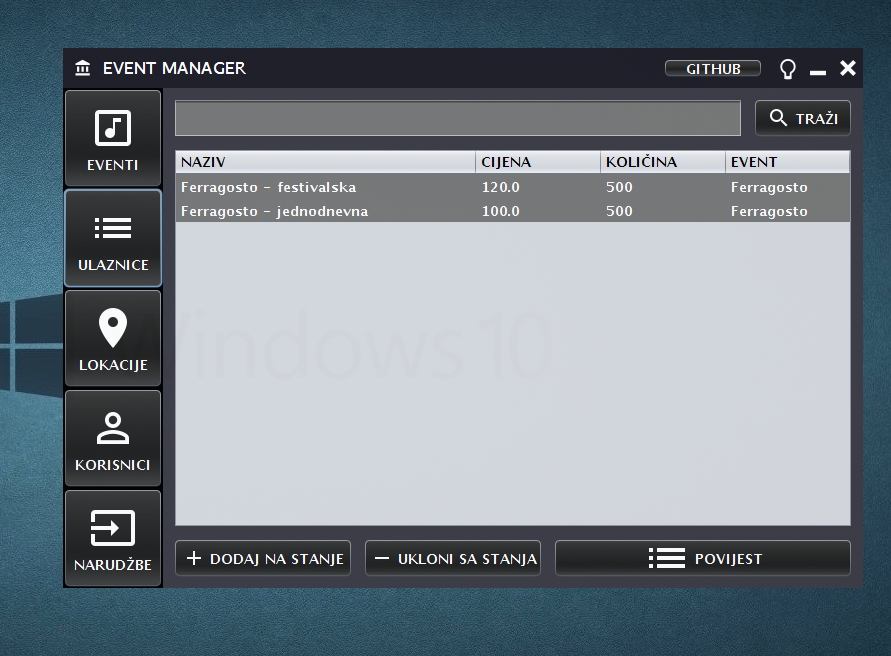 EVENT MANAGER
GITHUB
EVENTI
ULAZNICE
LOKACIJE
KORISNICI
NARUDŽBE
TRAŽI
NAZIV CIJENA KOLIČINA EVENT
Ferragosto - festivalska 120.0 500 Ferragosto
Ferragosto - jednodnevna 100.0 500 Ferragosto
Windows 10
DODAJ NA STANJE
UKLONI SA STANJA
POVIJEST